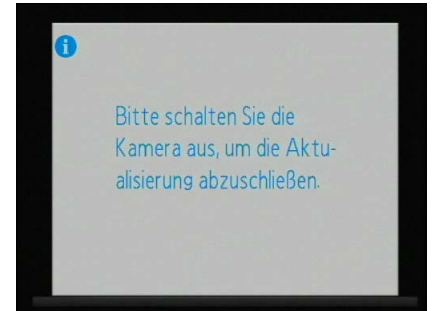 Bitte schalten Sie die
Kamera aus, um die Aktu-
alisierung abzuschließen.